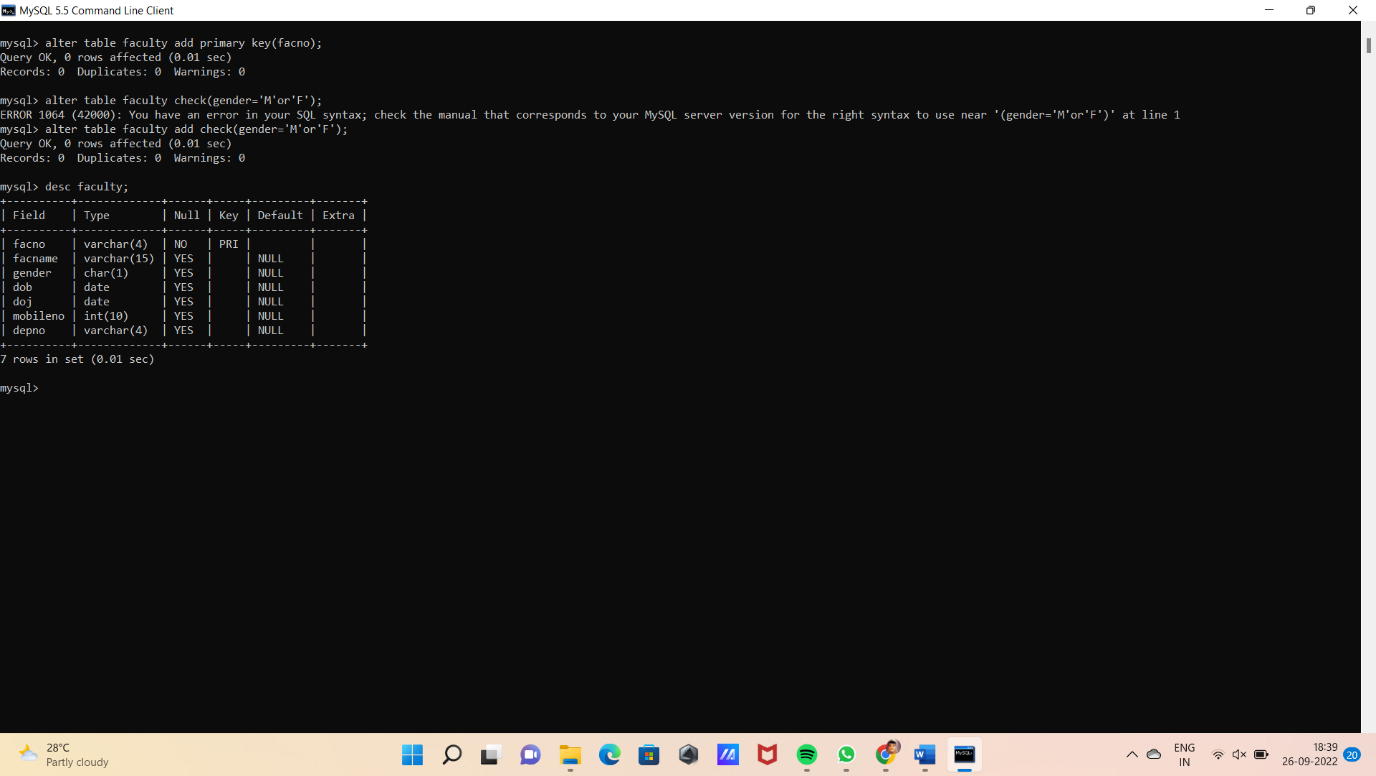 MySQL 5.5 Command Line Client
mysql> alter table faculty add primary key(facno);
Query OK, 0 rows affected (0.01 sec)
Records: 0  Duplicates: 0  Warnings: 0
mysql> alter table faculty check(gender='M'or'F');
ERROR 1064 (42000): You have an error in your SQL syntax; check the manual that corresponds to your MySQL server version for the right syntax to use near '(gender='M'or'F')' at line 1
mysql> alter table faculty add check(gender='M'or'F');
Query OK, 0 rows affected (0.01 sec)
Records: 0  Duplicates: 0  Warnings: 0
mysql> desc faculty;
+----------+-------------+------+-----+---------+-------+
| Field    | Type        | Null | Key | Default | Extra |
+----------+-------------+------+-----+---------+-------+
| facno    | varchar(4)  | NO   | PRI |         |       |
| facname  | varchar(15) | YES  |     | NULL    |       |
| gender   | char(1)     | YES  |     | NULL    |       |
| dob      | date        | YES  |     | NULL    |       |
| doj      | date        | YES  |     | NULL    |       |
| mobileno | int(10)     | YES  |     | NULL    |       |
| depno    | varchar(4)  | YES  |     | NULL    |       |
+----------+-------------+------+-----+---------+-------+
7 rows in set (0.01 sec)
mysql>
28°C
Partly cloudy
ENG
IN
18:39
26-09-2022
20